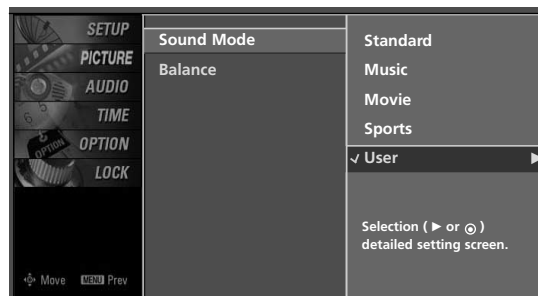 SETUP
PICTURE
AUDIO
TIME
OPTION
LOCK
Move MENU Prev
Sound Mode
Balance
Standard
Music
Movie
Sports
✓ User ►
Selection ( ► or ◉ )
detailed setting screen.